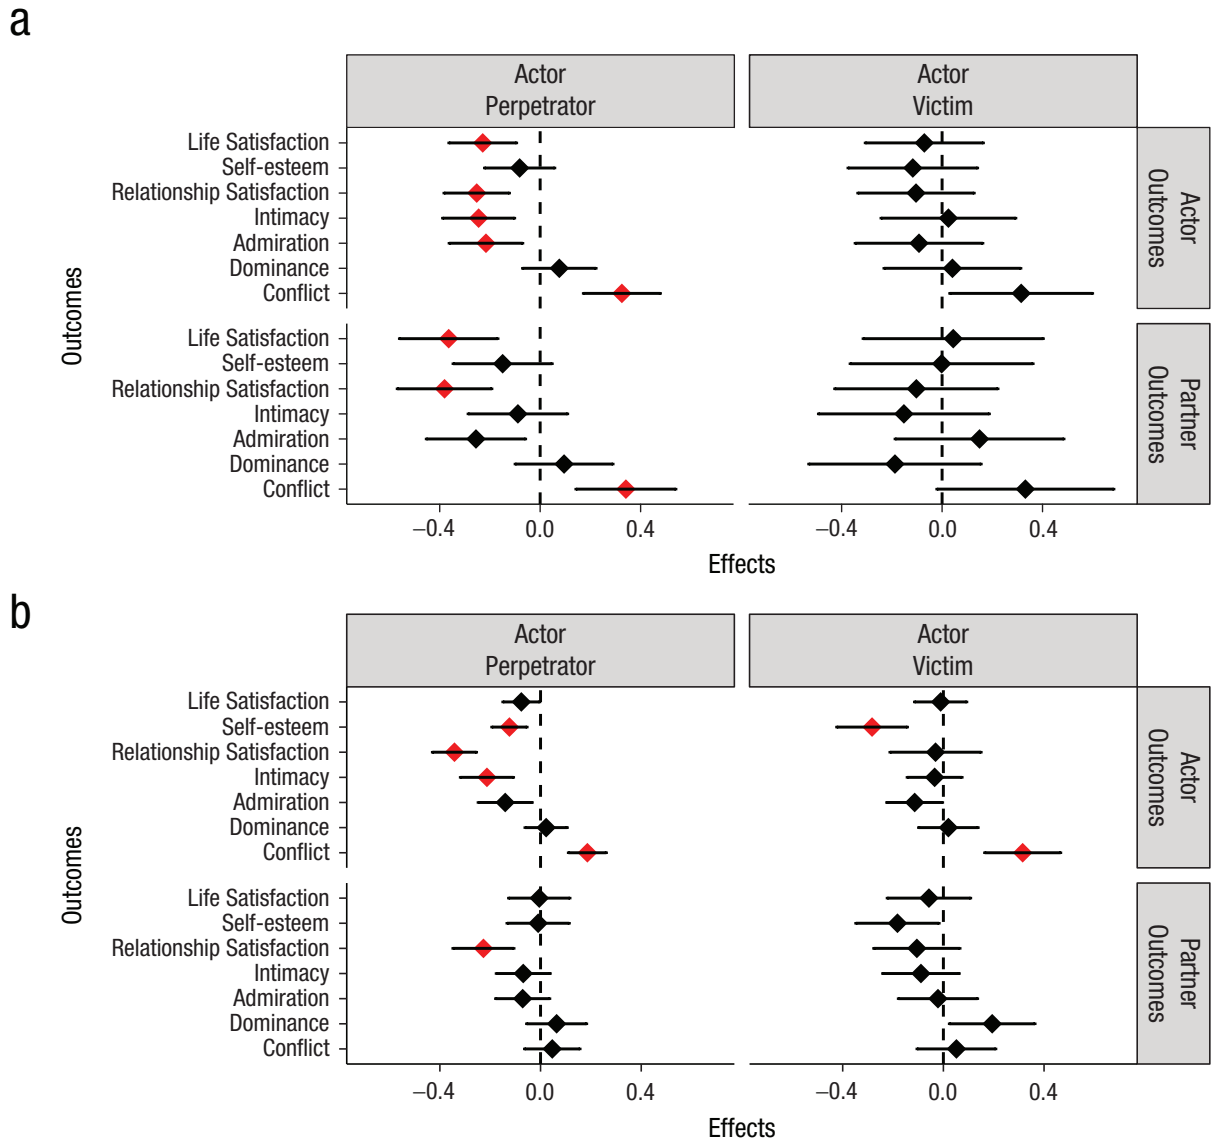 a
Actor
Perpetrator
Actor
Victim
Life Satisfaction
Self-esteem
Relationship Satisfaction
Intimacy
Admiration
Dominance
Conflict
Actor
Outcomes
Outcomes
Life Satisfaction
Self-esteem
Relationship Satisfaction
Intimacy
Admiration
Dominance
Conflict
Partner
Outcomes
−0.4 0.0 0.4 −0.4 0.0 0.4
Effects
b
Actor
Perpetrator
Actor
Victim
Life Satisfaction
Self-esteem
Relationship Satisfaction
Intimacy
Admiration
Dominance
Conflict
Actor
Outcomes
Outcomes
Life Satisfaction
Self-esteem
Relationship Satisfaction
Intimacy
Admiration
Dominance
Conflict
Partner
Outcomes
−0.4 0.0 0.4 −0.4 0.0 0.4
Effects